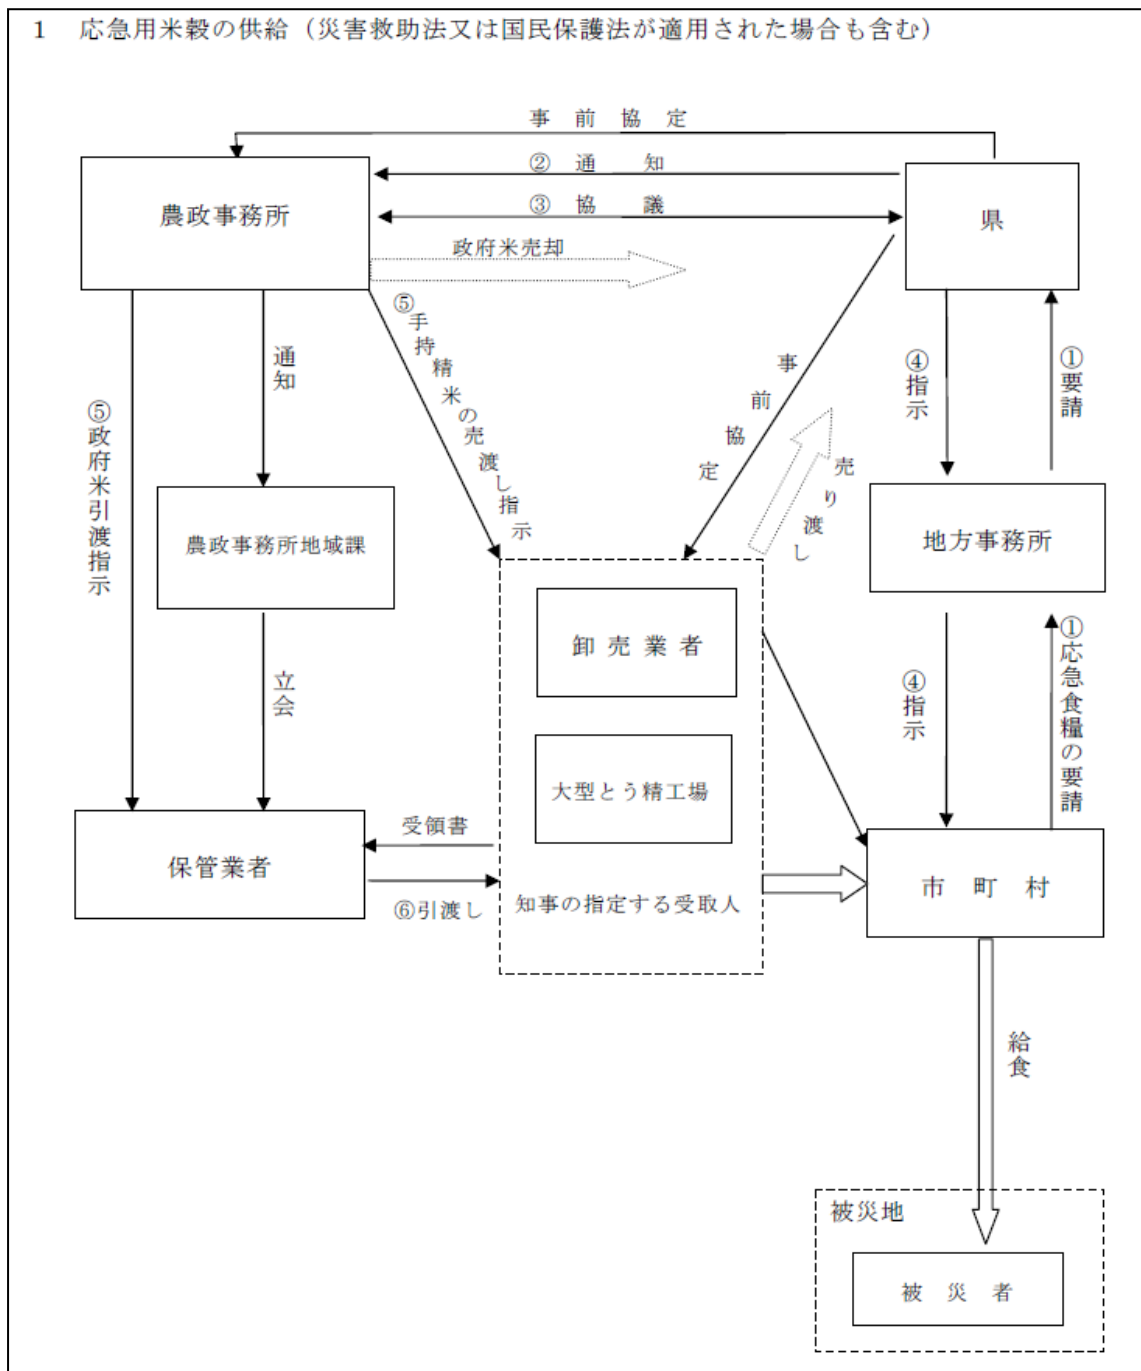 1 応急用米穀の供給（災害救助法又は国民保護法が適用された場合も含む）
事前協定
②通知
③協議
農政事務所
県
政府米売却
⑤手持精米の売渡し指示
事前協定
売り渡し
通知
⑤政府米引渡指示
④指示
①要請
農政事務所地域課
地方事務所
立会
卸売業者
④指示
①応急食糧の要請
大型とう精工場
受領書
保管業者
⑥引渡し
知事の指定する受取人
市町村
給食
被災地
被災者